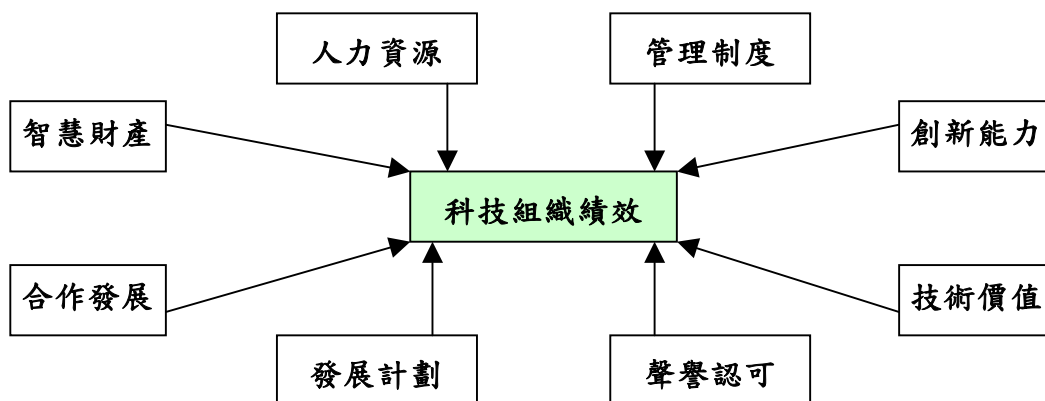 人力資源
管理制度
智慧財產
創新能力
科技組織績效
合作發展
技術價值
發展計劃
聲譽認可